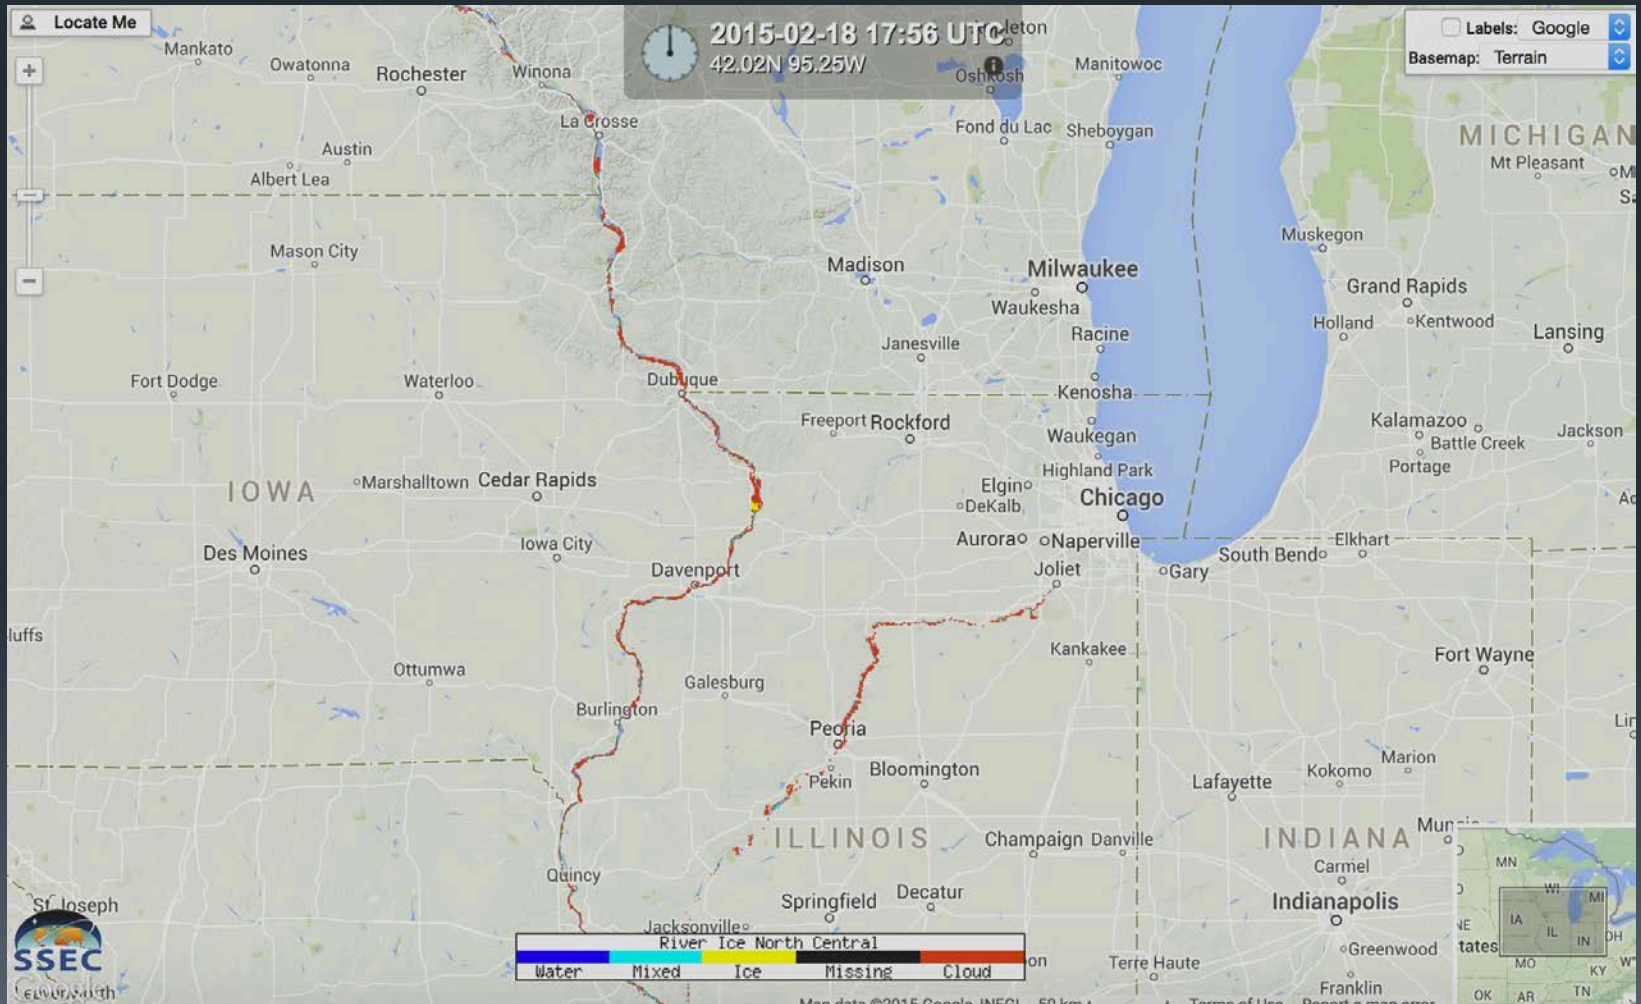 Locate Me
2015-02-18 17:56 UTC
42.02N 95.25W
Labels: Google
Basemap: Terrain
Mankato
Owatonna
Rochester
Winona
Oshkosh
Manitowoc
La Crosse
Fond du Lac
Sheboygan
MICHIGAN
Austin
Albert Lea
Mt Pleasant
Mason City
Madison
Milwaukee
Waukesha
Muskegon
Grand Rapids
Holland
Kentwood
Lansing
Racine
Janesville
Fort Dodge
Waterloo
Dubuque
Kenosha
Freeport
Rockford
Waukegan
Kalamazoo
Battle Creek
Jackson
Portage
Highland Park
IOWA
Marshalltown
Cedar Rapids
Elgin
DeKalb
Chicago
Aurora
Naperville
Des Moines
Iowa City
Davenport
Joliet
Gary
South Bend
Elkhart
luffs
Kankakee
Fort Wayne
Ottumwa
Galesburg
Burlington
Peoria
Pekin
Bloomington
Lafayette
Kokomo
Marion
ILLINOIS
Champaign
Danville
INDIANA
Carmel
Quincy
Springfield
Decatur
Indianapolis
St Joseph
Jacksonville
Greenwood
Terre Haute
Franklin
SSEC
River Ice North Central
Water
Mixed
Ice
Missing
Cloud
MN
WI
MI
IA
IL
IN
OH
NE
tates
MO
KY
OK
AR
TN